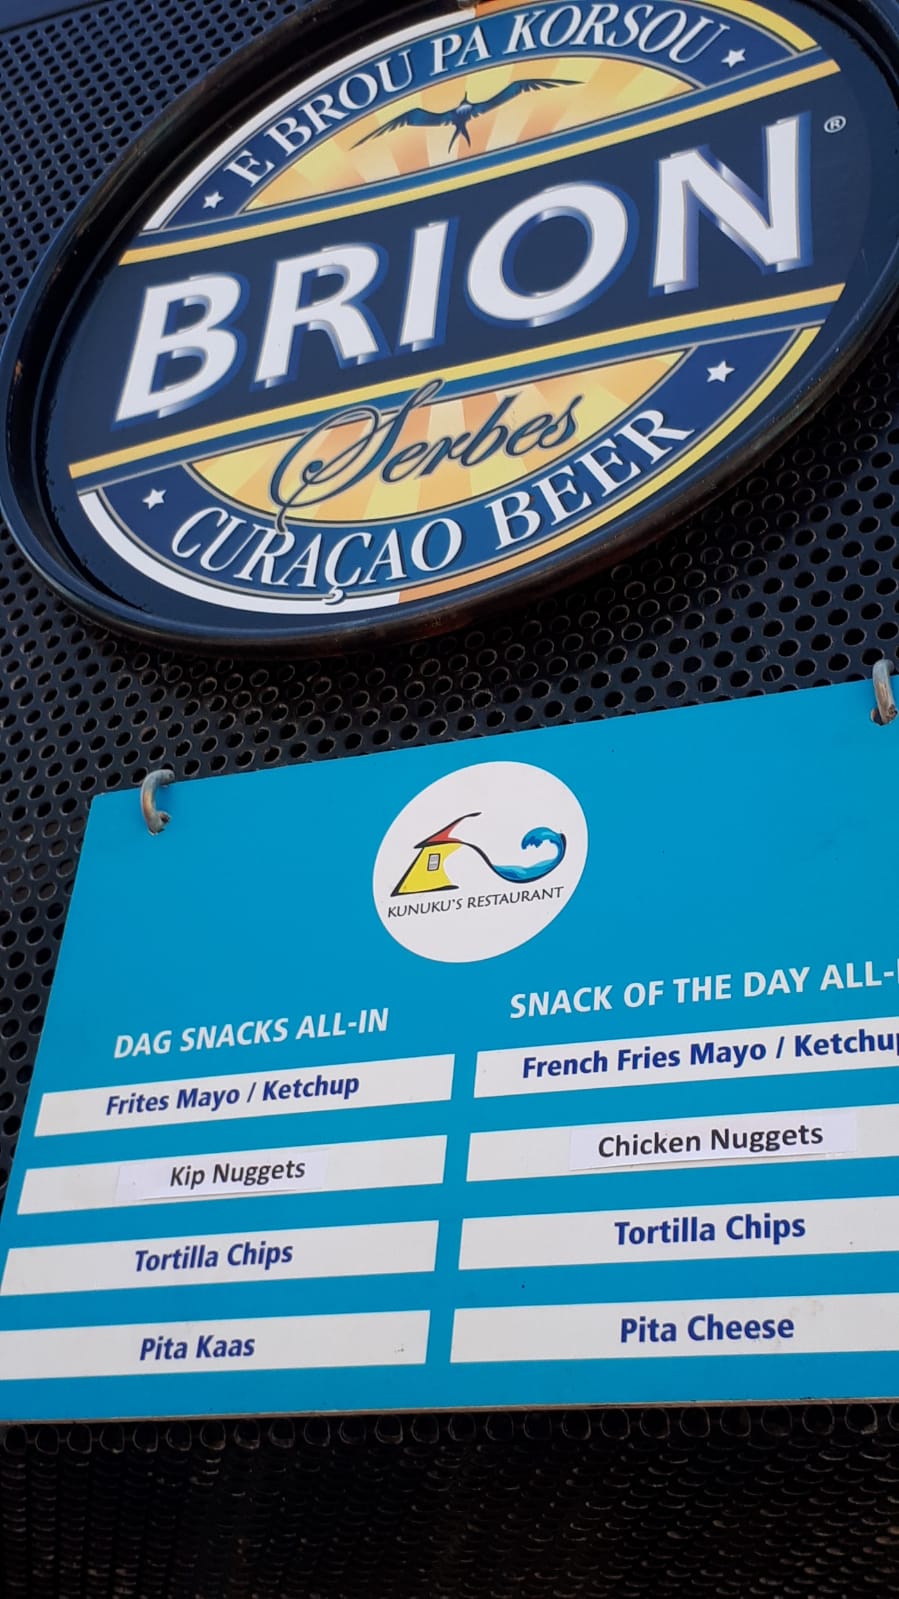 E BROU PA KORSOU
BRION®
Serbes
CURAÇAO BEER
KUNUKU'S RESTAURANT
DAG SNACKS ALL-IN
Frites Mayo / Ketchup
Kip Nuggets
Tortilla Chips
Pita Kaas
SNACK OF THE DAY ALL-I
French Fries Mayo / Ketchup
Chicken Nuggets
Tortilla Chips
Pita Cheese